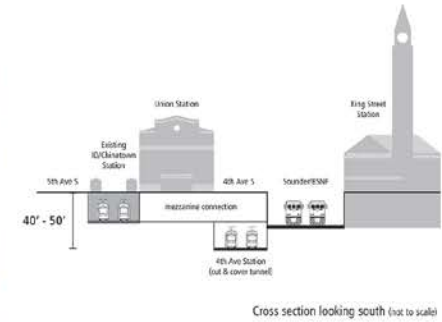 King Street
Station
Union Station
Existing
ID/Chinatown
Station
5th Ave S
4th Ave S
Sounder/BSNF
mezzanine connection
40' - 50'
4th Ave Station
(cut & cover tunnel)
Cross section looking south (not to scale)